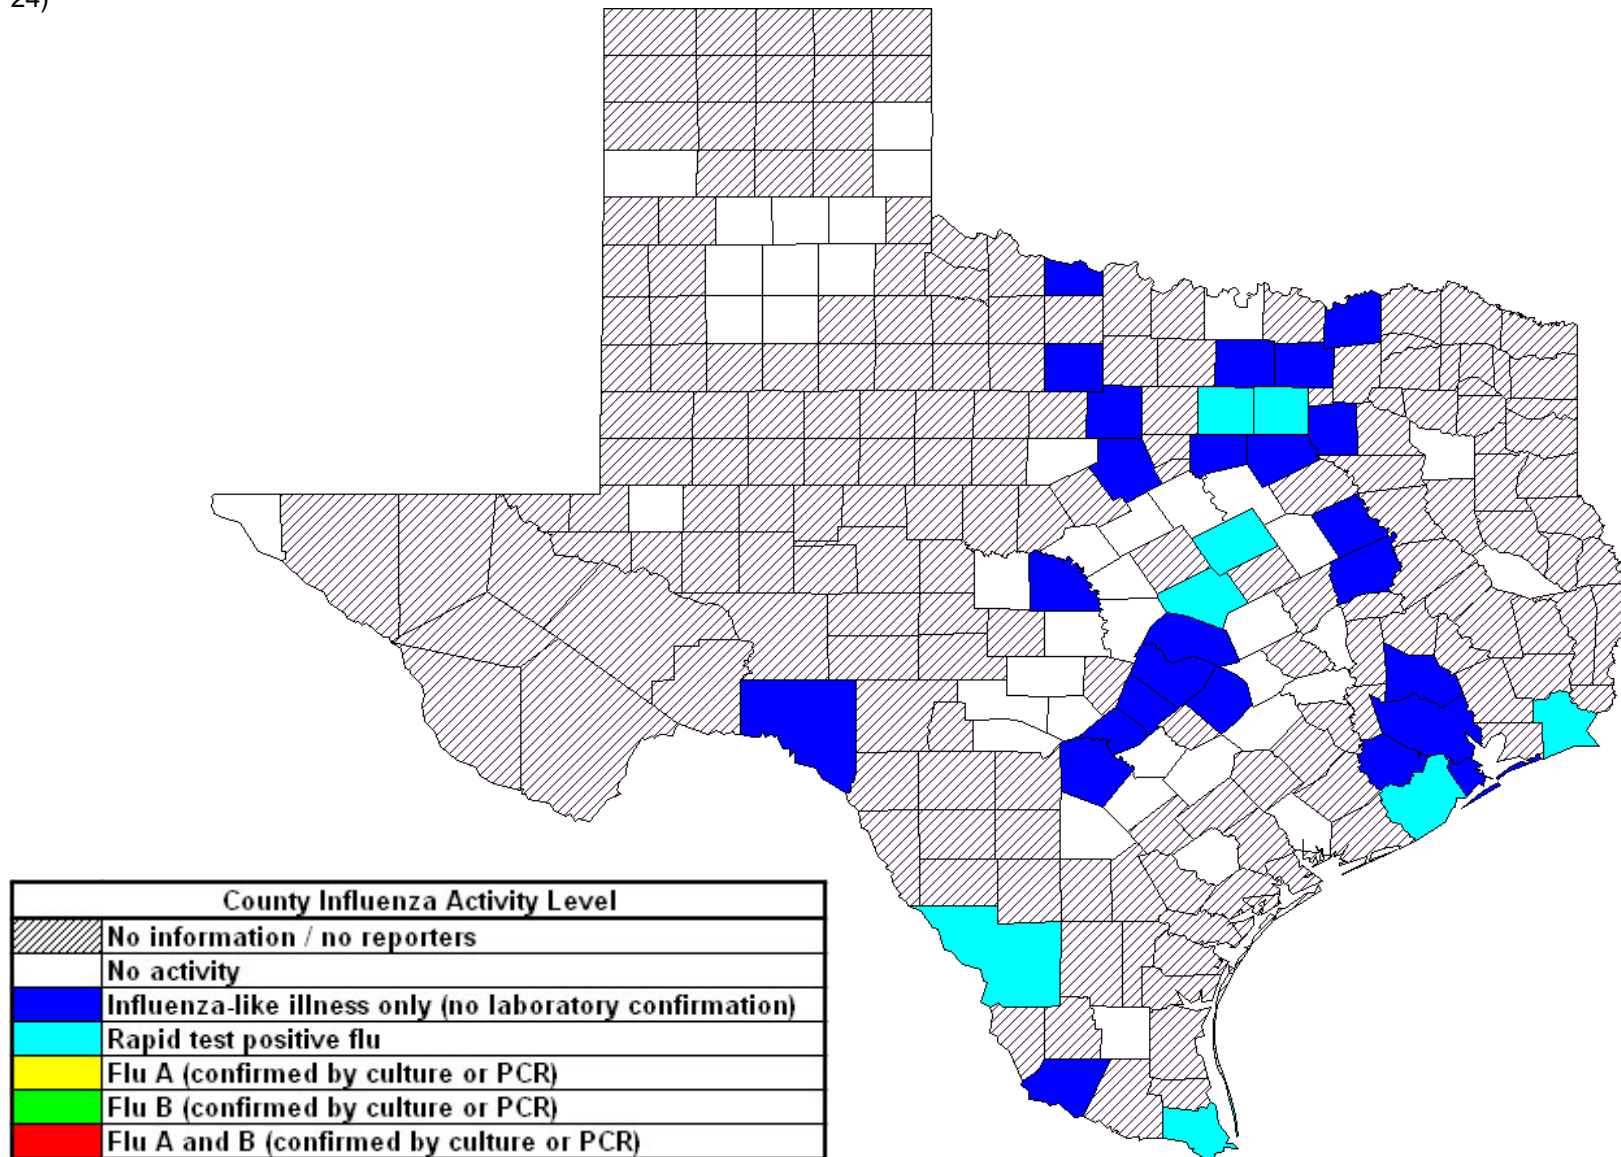 24)
County Influenza Activity Level
No information / no reporters
No activity
Influenza-like illness only (no laboratory confirmation)
Rapid test positive flu
Flu A (confirmed by culture or PCR)
Flu B (confirmed by culture or PCR)
Flu A and B (confirmed by culture or PCR)